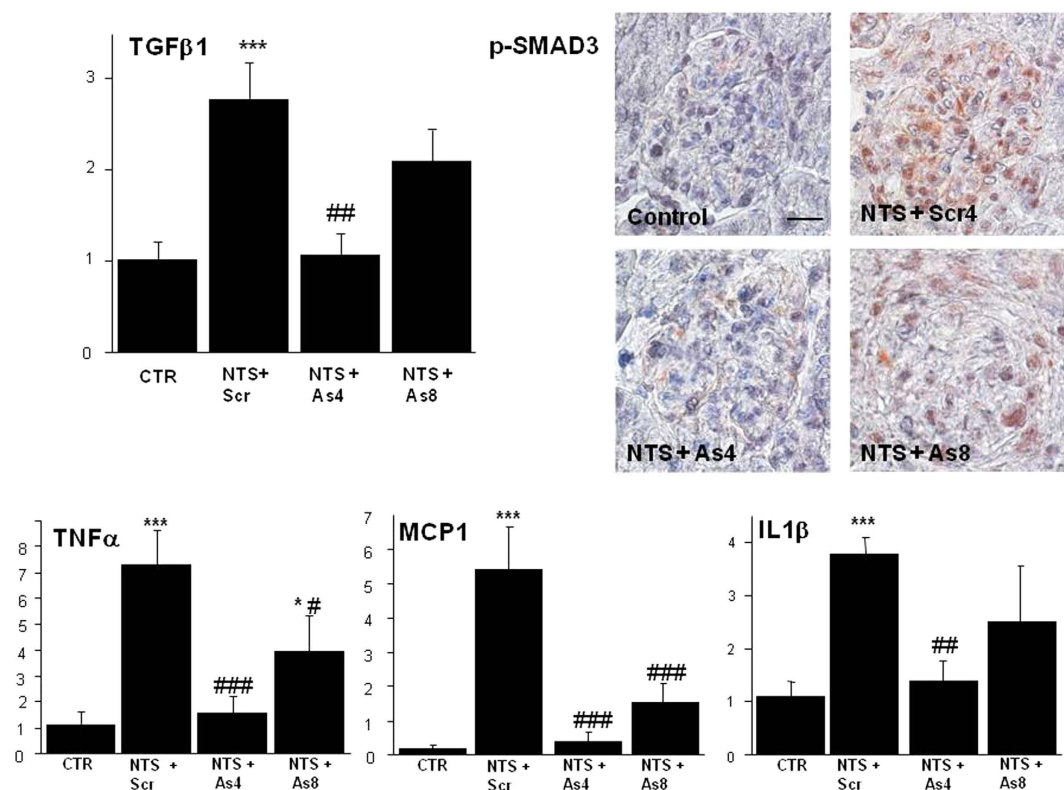 TGFβ1
***
3
2
##
1
0
CTR
NTS+
Scr
NTS +
As4
NTS +
As8
p-SMAD3
Control
NTS + Scr4
NTS + As4
NTS + As8
TNFα
***
* #
###
8
7
6
5
4
3
2
1
0
CTR
NTS +
Scr
NTS +
As4
NTS +
As8
MCP1
***
###
###
7
6
5
4
3
2
1
0
CTR
NTS +
Scr
NTS +
As4
NTS +
As8
IL1β
***
##
4
3
2
1
0
CTR
NTS +
Scr
NTS +
As4
NTS +
As8